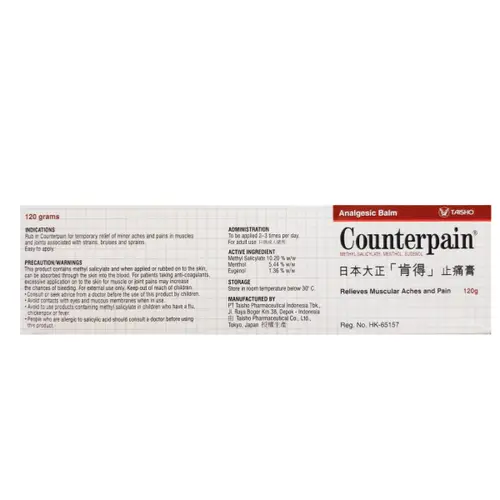 120 grams
INDICATIONS
Rub in Counterpain for temporary relief of minor aches and pains in muscles
and joints associated with strains, bruises and sprains.
Easy to apply
PRECAUTION/WARNINGS
This product contains methyl salicylate and when applied or rubbed on to the skin,
can be absorbed through the skin into the blood. For patients taking anti-coagulants,
excessive application on to the skin for muscle or joint pains may increase
the chances of bleeding. For external use only. Keep out of reach of children.
• Consult or seek advice from a doctor before the use of this product by children.
• Avoid contacts with eyes and mucous membranes when in use.
• Avoid to use products containing methyl salicylate in children who have a flu,
chickenpox or fever.
• People who are allergic to salicylic acid should consult a doctor before using
this product.
ADMINISTRATION
To be applied 2-3 times per day.
For adult use
ACTIVE INGREDIENT
Methyl Salicylate 10.20 % w/w
Menthol 5.44 % w/w
Eugenol 1.36 % w/w
STORAGE
Store in room temperature below 30° C.
MANUFACTURED BY
PT Taisho Pharmaceutical Indonesia Tbk.,
Jl. Raya Bogor Km 38, Depok - Indonesia
Taisho Pharmaceutical Co., Ltd.,
Tokyo, Japan
Analgesic Balm
TAISHO
Counterpain®
METHYL SALICYLATE, MENTHOL, EUGENOL
日本大正「肯得」止痛膏
Relieves Muscular Aches and Pain 120g
Reg. No. HK-65157